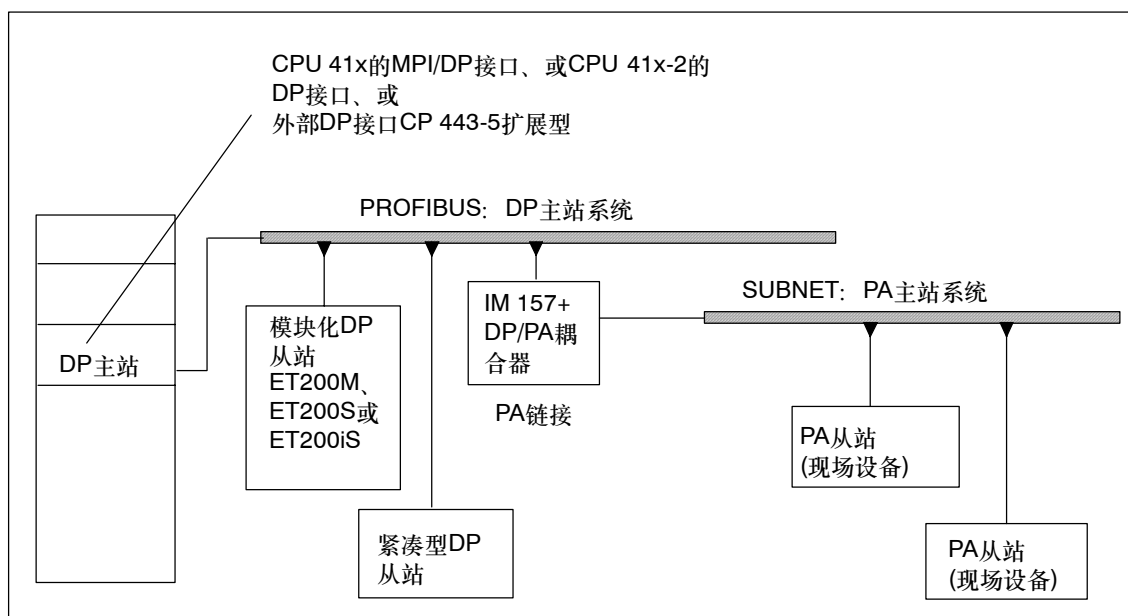 CPU 41x的MPI/DP接口、或CPU 41x-2的
DP接口、或
外部DP接口CP 443-5扩展型
PROFIBUS：DP主站系统
SUBNET：PA主站系统
DP主站
模块化DP
从站
ET200M、
ET200S或
ET200iS
IM 157+
DP/PA耦
合器
PA链接
紧凑型DP
从站
PA从站
(现场设备)
PA从站
(现场设备)